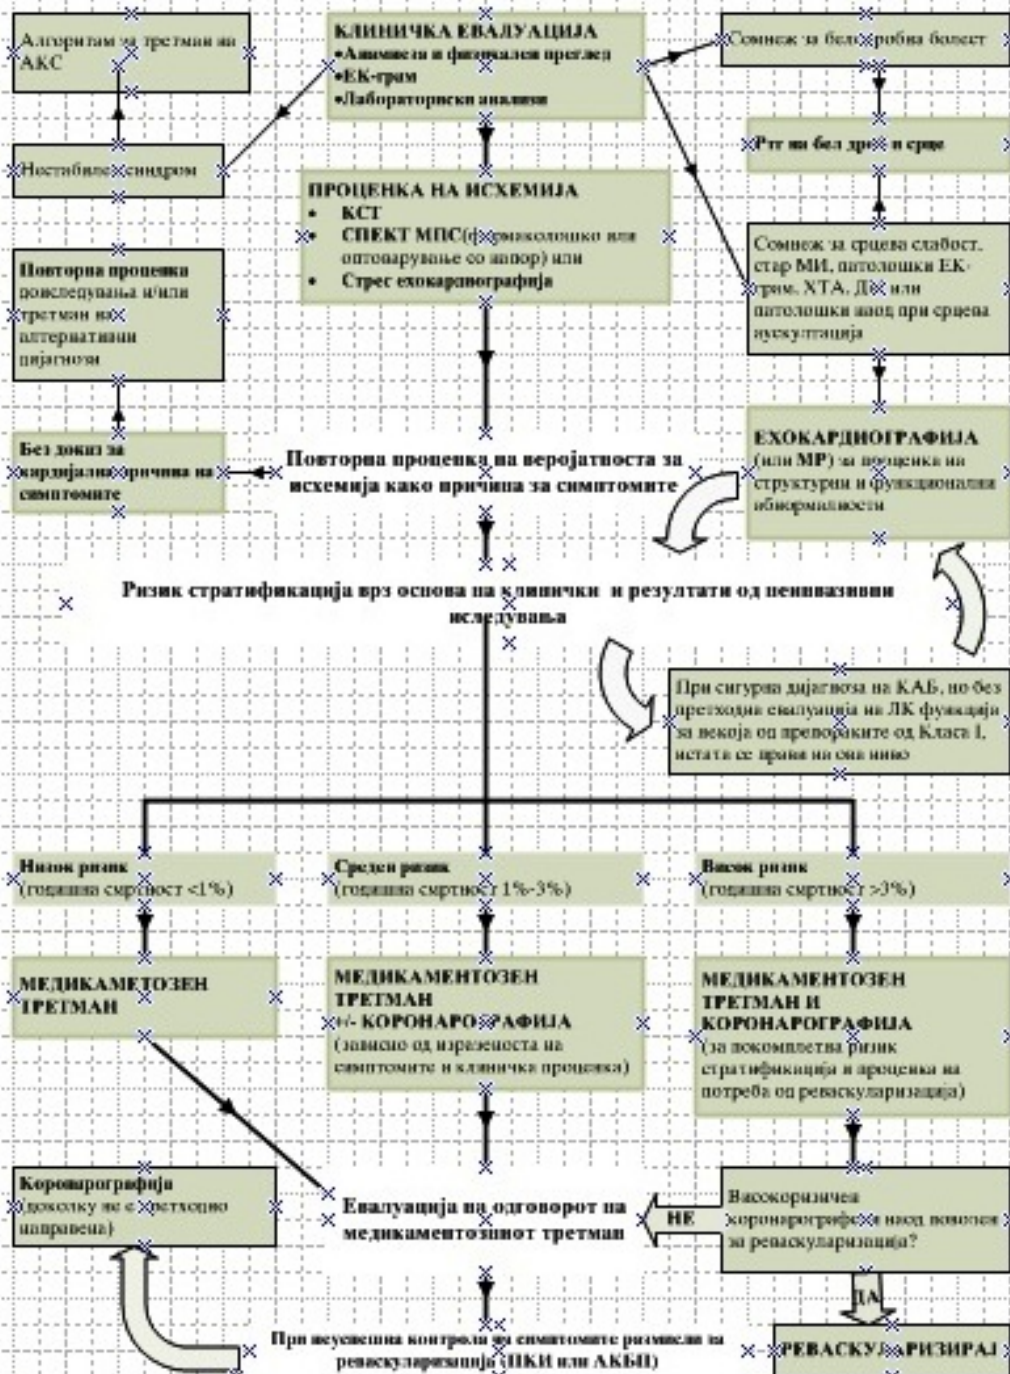 Алгоритам за третман на
АКС
КЛИНИЧКА ЕВАЛУАЦИЈА
•Анамнеза и физикален преглед
•ЕК-грам
•Лабораториски анализи
Сомнеж за белодробна болест
Нестабилен синдром
Ртг на бел дроб и срце
ПРОЦЕНКА НА ИСХЕМИЈА
• КСТ
• СПЕКТ МПС(фармаколошко или
оптоварување со напор) или
• Стрес ехокардиографија
Сомнеж за срцева слабост,
стар МИ, патолошки ЕК-
грам, ХТА, ДМ или
патолошки наод при срцева
аускултација
Повторна проценка
доиследувања и/или
третман на
алтернативни
дијагнози
Без доказ за
кардијална причина на
симптомите
Повторна проценка на веројатноста за
исхемија како причина за симптомите
ЕХОКАРДИОГРАФИЈА
(или МР) за проценка на
структурни и функционални
абнормалности
Ризик стратификација врз основа на клинички и резултати од неинвазивни
иследувања
При сигурна дијагноза на КАБ, но без
претходна евалуација на ЛК функција
за некоја од препораките од Класа I,
истата се прави на ова ниво
Низок ризик
(годишна смртност <1%)
Среден ризик
(годишна смртност 1%-3%)
Висок ризик
(годишна смртност >3%)
МЕДИКАМЕТОЗЕН
ТРЕТМАН
МЕДИКАМЕНТОЗЕН
ТРЕТМАН
+/- КОРОНАРОГРАФИЈА
(зависно од изразеноста на
симптомите и клиничка проценка)
МЕДИКАМЕНТОЗЕН
ТРЕТМАН И
КОРОНАРОГРАФИЈА
(за покомплетна ризик
стратификација и проценка на
потреба од реваскуларизација)
Коронарографија
(доколку не е претходно
направена)
Евалуација на одговорот на
медикаментозниот третман
НЕ
Високоризичен
коронарографски наод поволен
за реваскуларизација?
ДА
При неуспешна контрола на симптомите размисли за
реваскуларизација (ПКИ или АКБП)
РЕВАСКУЛАРИЗИРАЈ